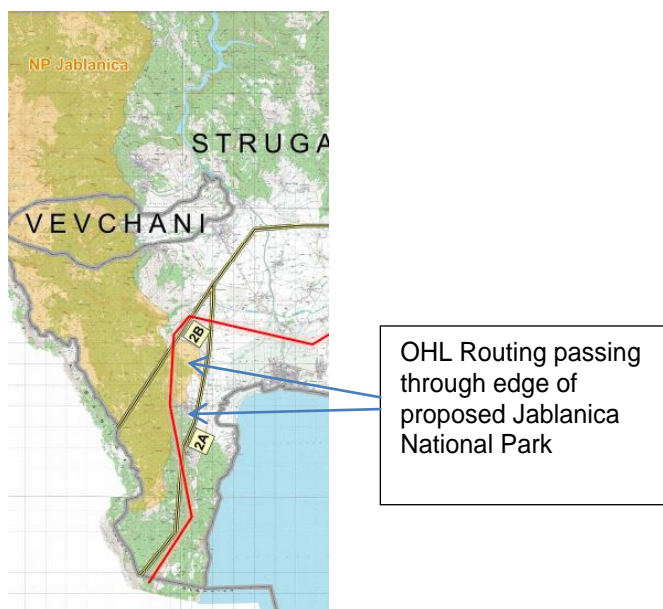 NP Jablanica
STRUGA
VEVCHANI
2B
2A
OHL Routing passing
through edge of
proposed Jablanica
National Park